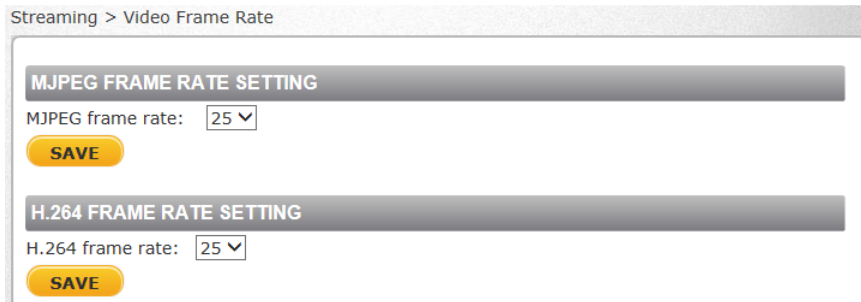 Streaming > Video Frame Rate
MJPEG FRAME RATE SETTING
MJPEG frame rate: 25
SAVE
H.264 FRAME RATE SETTING
H.264 frame rate: 25
SAVE